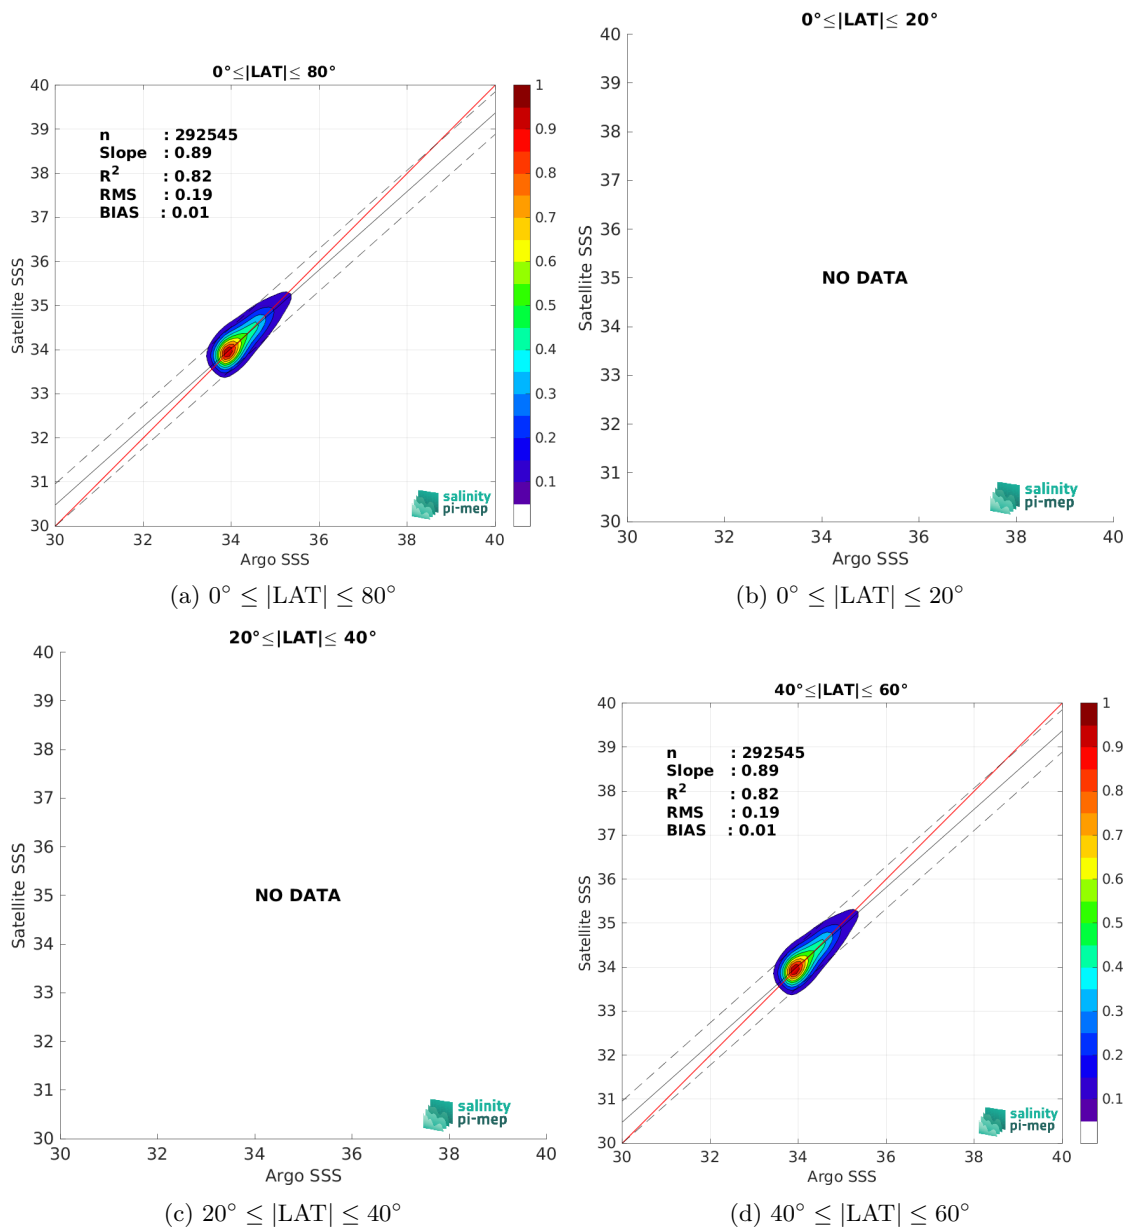 0°≤|LAT|≤ 80°
n : 292545
Slope : 0.89
R² : 0.82
RMS : 0.19
BIAS : 0.01
40
39
38
37
36
35
34
33
32
31
30
30 32 34 36 38 40
Satellite SSS
Argo SSS
1
0.9
0.8
0.7
0.6
0.5
0.4
0.3
0.2
0.1
salinity
pi-mep
(a) 0° ≤ |LAT| ≤ 80°
0°≤|LAT|≤ 20°
40
39
38
37
36
35
34
33
32
31
30
30 32 34 36 38 40
Satellite SSS
Argo SSS
NO DATA
salinity
pi-mep
(b) 0° ≤ |LAT| ≤ 20°
20°≤|LAT|≤ 40°
40
39
38
37
36
35
34
33
32
31
30
30 32 34 36 38 40
Satellite SSS
Argo SSS
NO DATA
salinity
pi-mep
(c) 20° ≤ |LAT| ≤ 40°
40°≤|LAT|≤ 60°
n : 292545
Slope : 0.89
R² : 0.82
RMS : 0.19
BIAS : 0.01
40
39
38
37
36
35
34
33
32
31
30
30 32 34 36 38 40
Satellite SSS
Argo SSS
1
0.9
0.8
0.7
0.6
0.5
0.4
0.3
0.2
0.1
salinity
pi-mep
(d) 40° ≤ |LAT| ≤ 60°